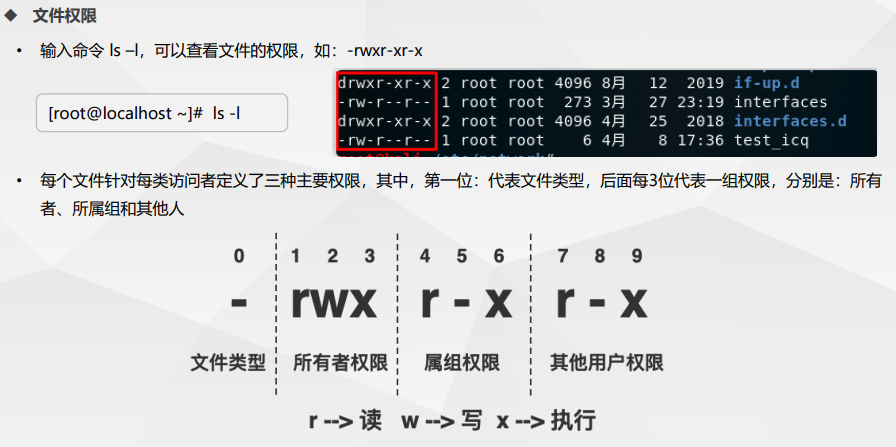 ◆ 文件权限
• 输入命令 ls –l，可以查看文件的权限，如：-rwxr-xr-x
[root@localhost ~]# ls -l
drwxr-xr-x 2 root root 4096 8月 12 2019 if-up.d
-rw-r--r-- 1 root root 273 3月 27 23:19 interfaces
drwxr-xr-x 2 root root 4096 4月 25 2018 interfaces.d
-rw-r--r-- 1 root root 6 4月 8 17:36 test_icq
• 每个文件针对每类访问者定义了三种主要权限，其中，第一位：代表文件类型，后面每3位代表一组权限，分别是：所有
者、所属组和其他人
0 1 2 3 4 5 6 7 8 9
- rwx r - x r - x
文件类型 所有者权限 属组权限 其他用户权限
r --> 读 w --> 写 x --> 执行